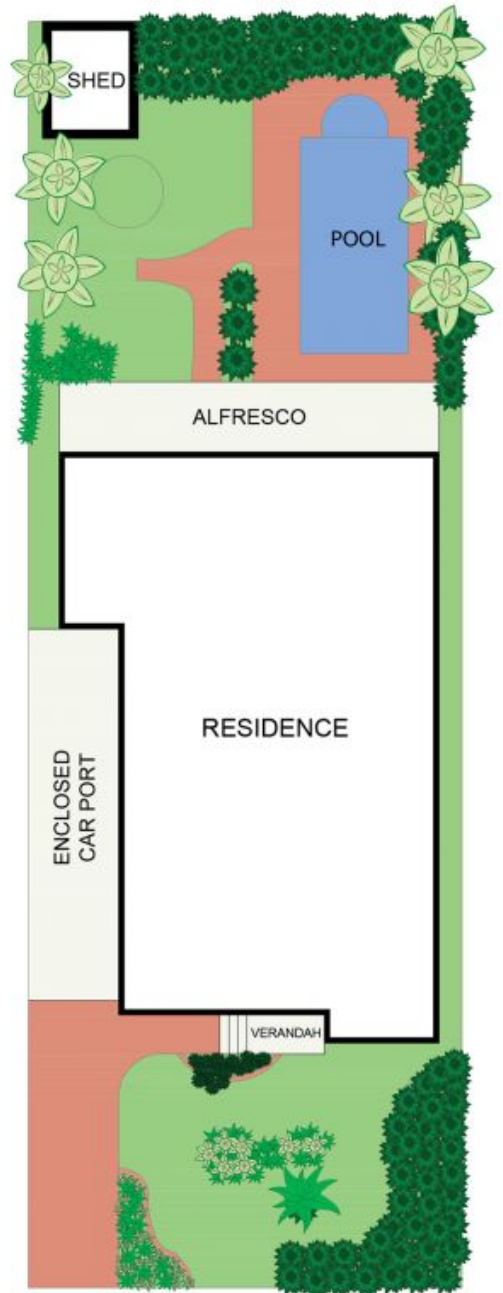 SHED
POOL
ALFRESCO
RESIDENCE
ENCLOSED
CAR PORT
VERANDAH